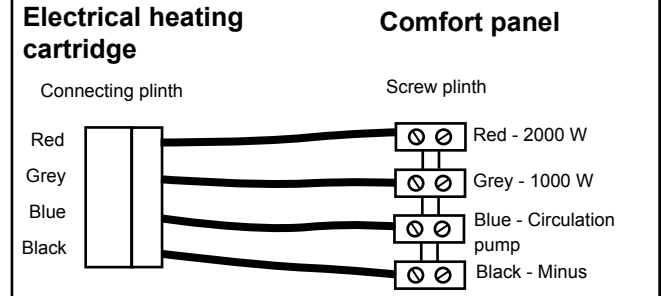 Electrical heating
cartridge
Comfort panel
Connecting plinth
Screw plinth
Red
Grey
Blue
Black
Red - 2000 W
Grey - 1000 W
Blue - Circulation
pump
Black - Minus